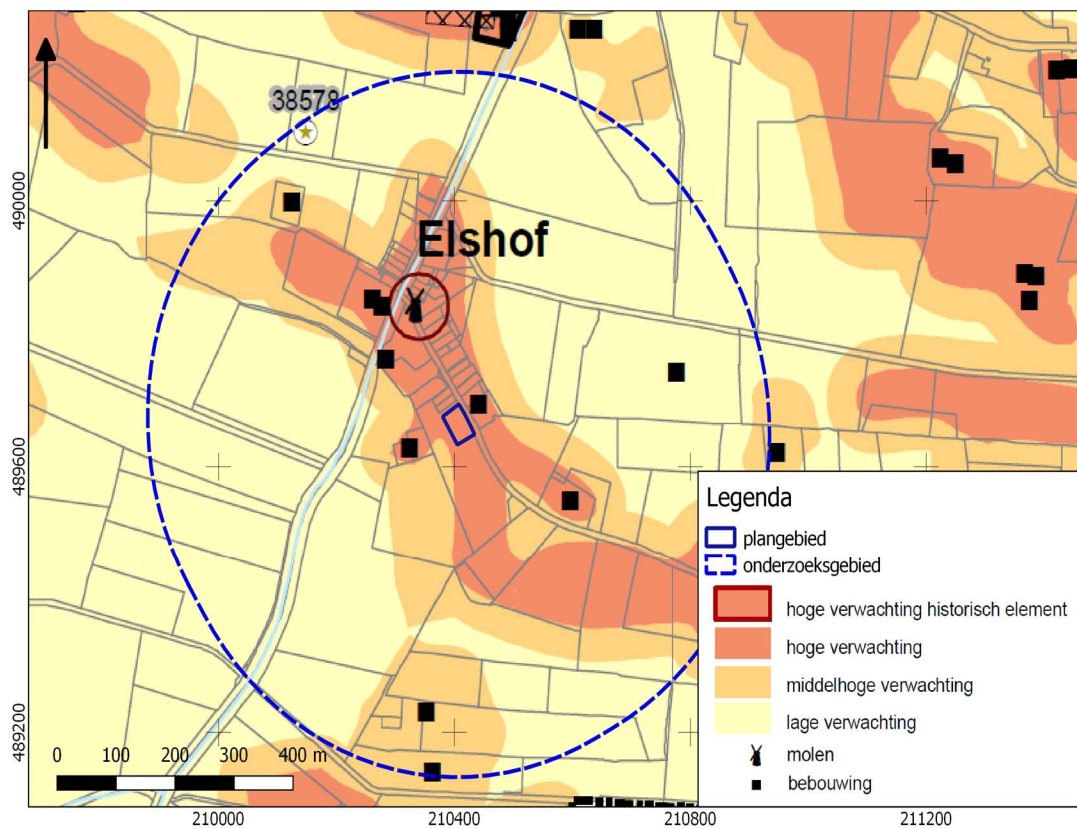 38578
490000
Elshof
489600
Legenda
plangebied
onderzoeksgebied
hoge verwachting historisch element
hoge verwachting
middelhoge verwachting
lage verwachting
molen
bebouwing
489200
0 100 200 300 400 m
210000 210400 210800 211200